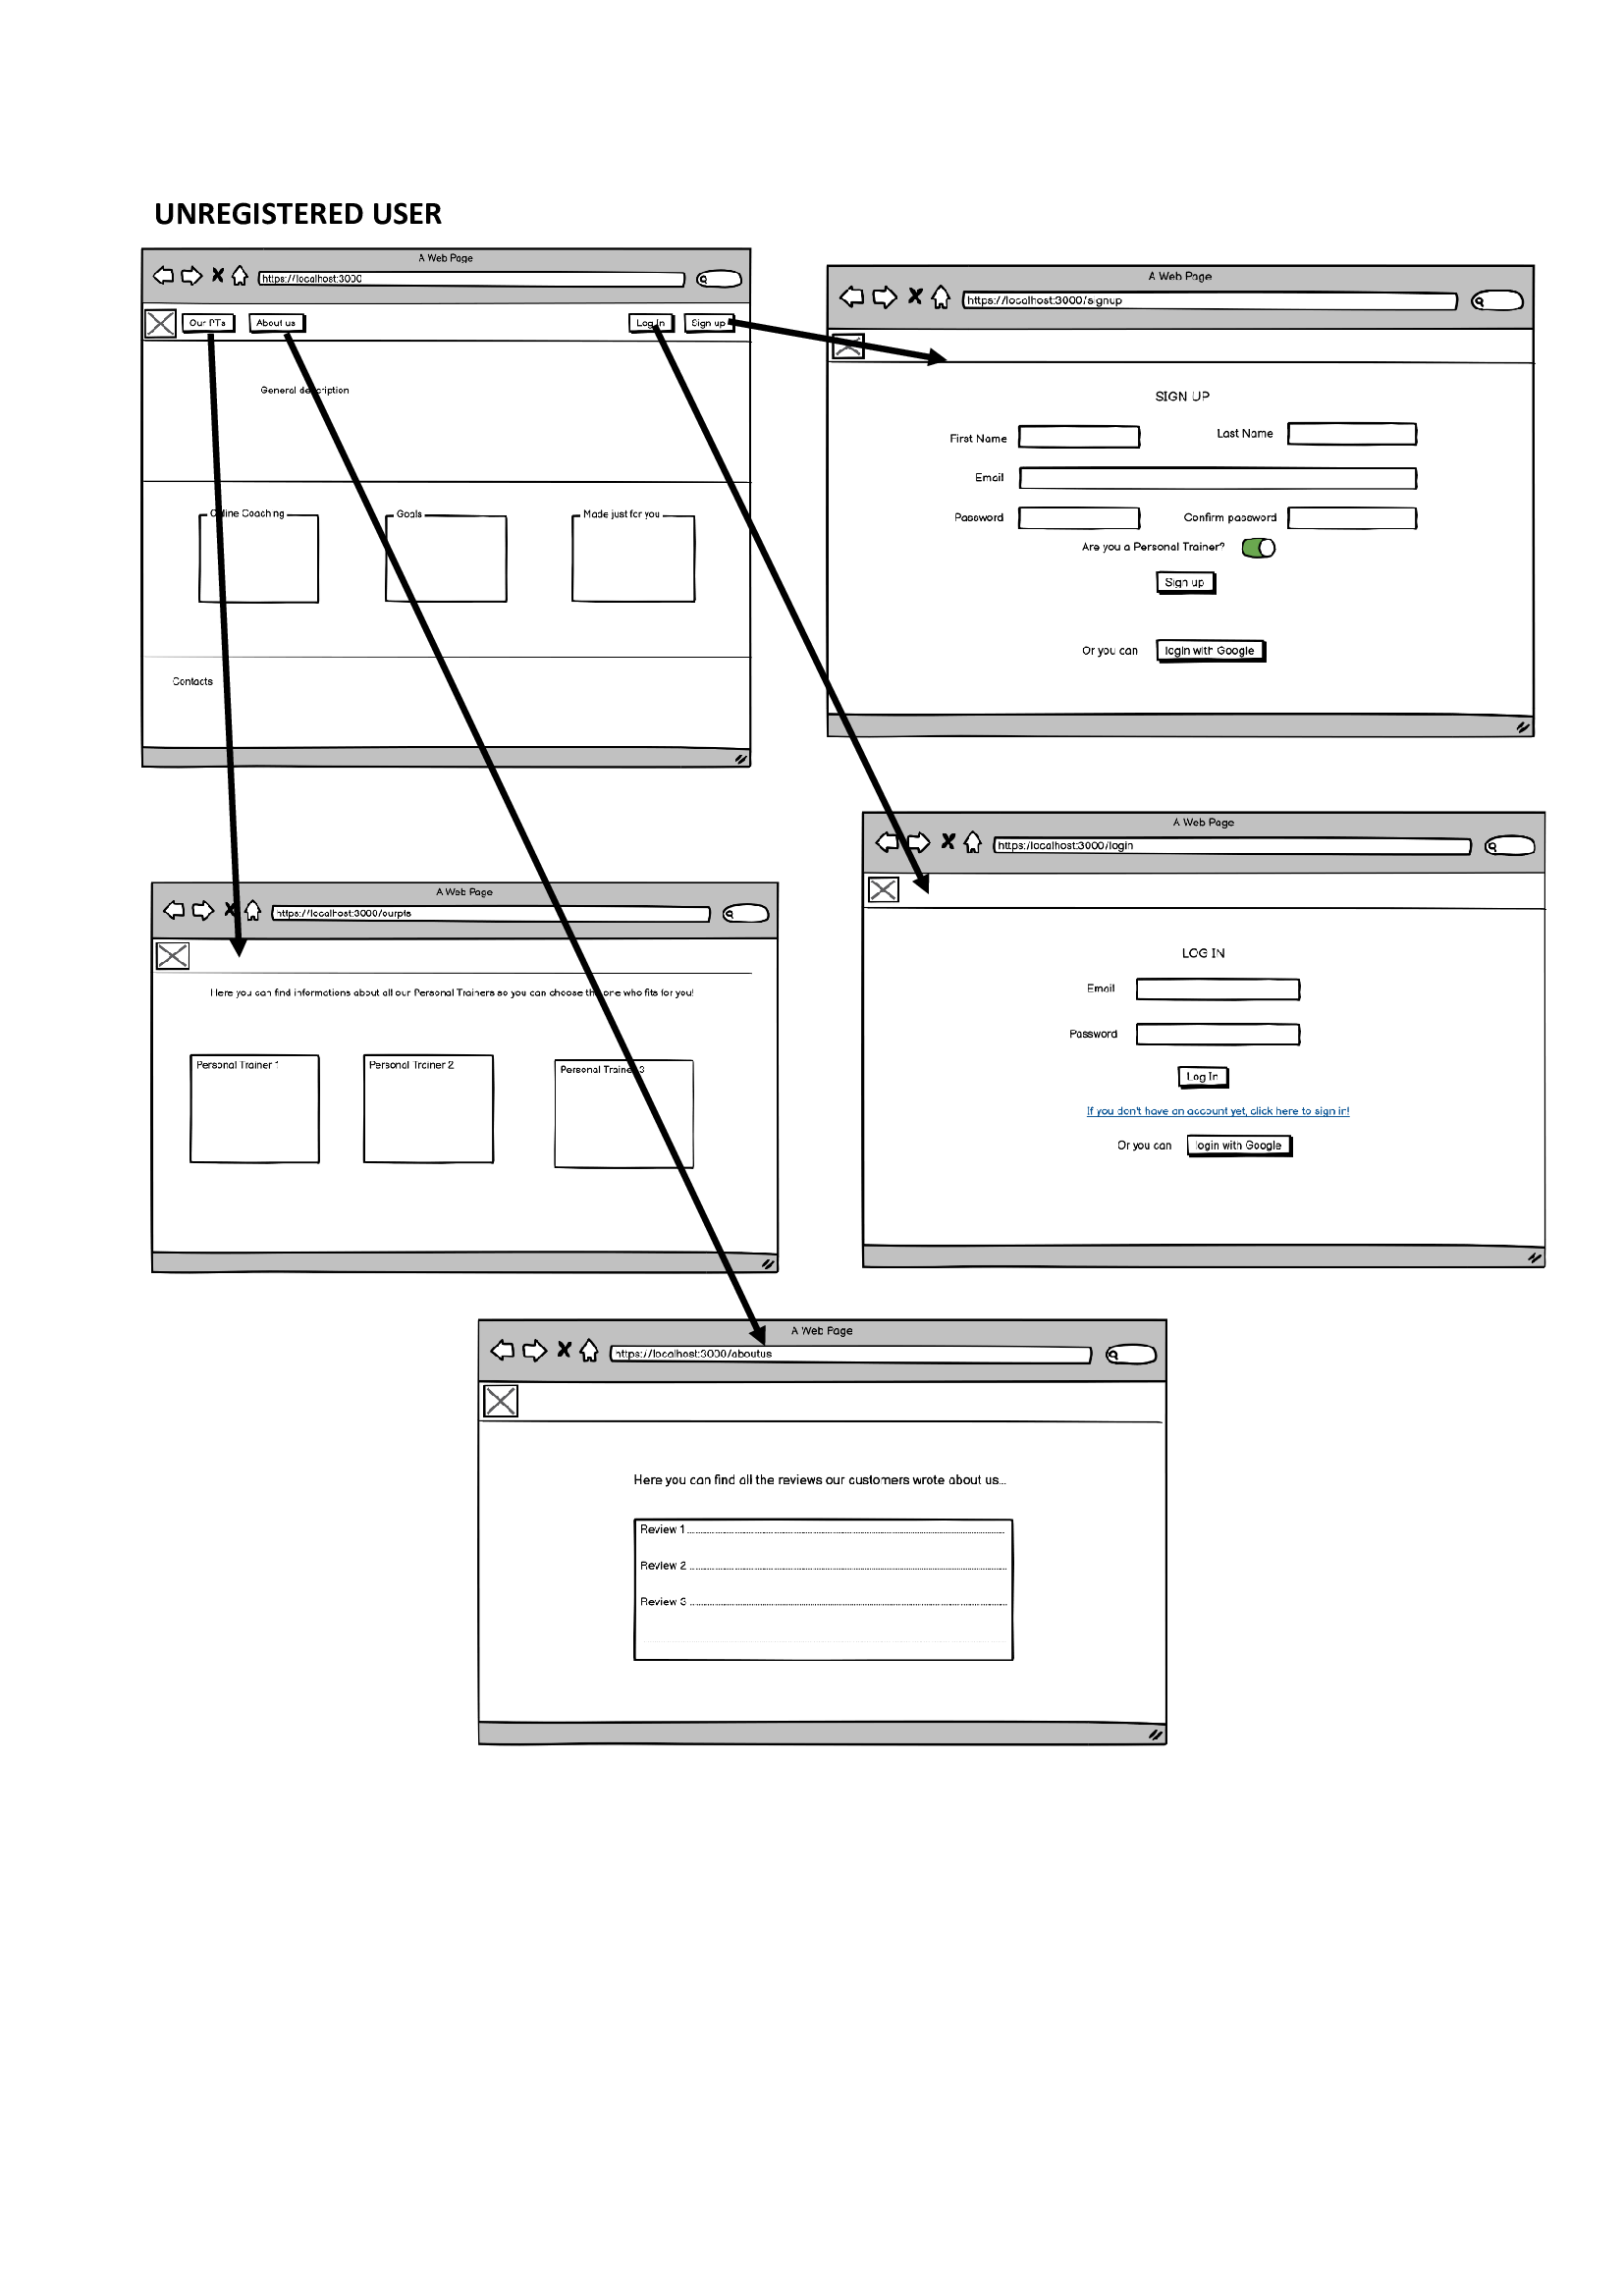 UNREGISTERED USER
A Web Page
https://localhost:3000
Our PTs
About us
Log In
Sign up
General description
Online Coaching
Goals
Made just for you
Contacts
A Web Page
https://localhost:3000/signup
SIGN UP
First Name
Last Name
Email
Password
Confirm password
Are you a Personal Trainer?
Sign up
Or you can
login with Google
A Web Page
https:/localhost:3000/login
LOG IN
Email
Password
Log In
If you don't have an account yet, click here to sign in!
Or you can
login with Google
A Web Page
https://localhost:3000/ourpts
Here you can find informations about all our Personal Trainers so you can choose the one who fits for you!
Personal Trainer 1
Personal Trainer 2
Personal Trainer 3
A Web Page
https://localhost:3000/aboutus
Here you can find all the reviews our customers wrote about us...
Review 1
Review 2
Review 3